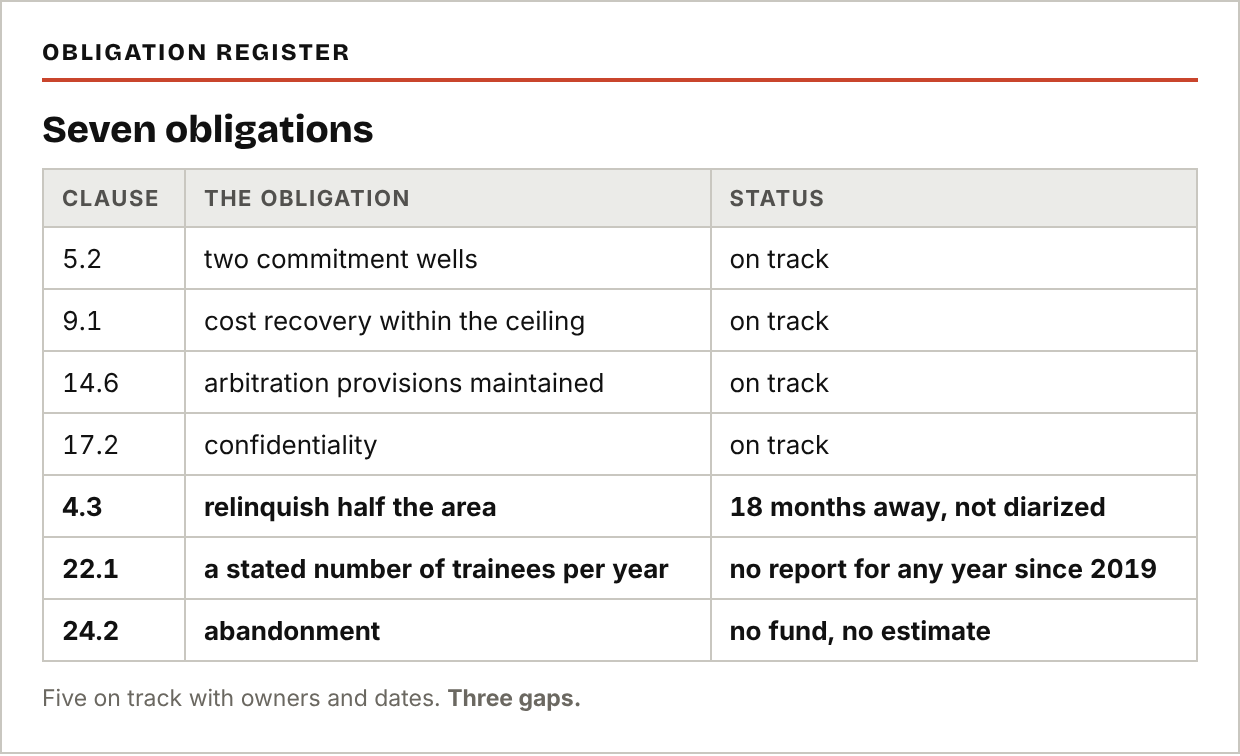 OBLIGATION REGISTER
Seven obligations
CLAUSE THE OBLIGATION STATUS
5.2 two commitment wells on track
9.1 cost recovery within the ceiling on track
14.6 arbitration provisions maintained on track
17.2 confidentiality on track
4.3 relinquish half the area 18 months away, not diarized
22.1 a stated number of trainees per year no report for any year since 2019
24.2 abandonment no fund, no estimate
Five on track with owners and dates. Three gaps.